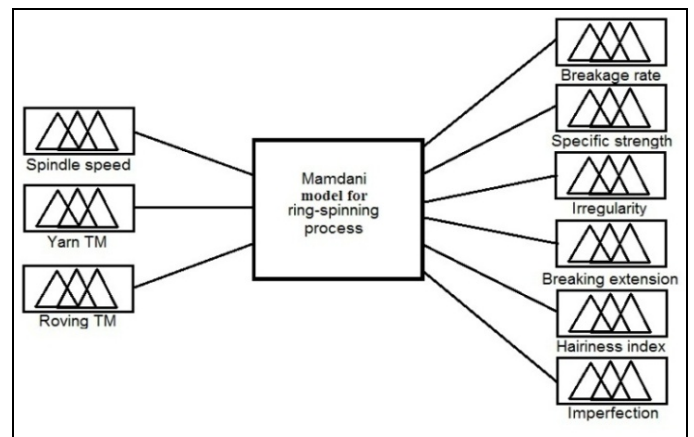 Spindle speed
Yarn TM
Roving TM
Mamdani
model for
ring-spinning
process
Breakage rate
Specific strength
Irregularity
Breaking extension
Hairiness index
Imperfection